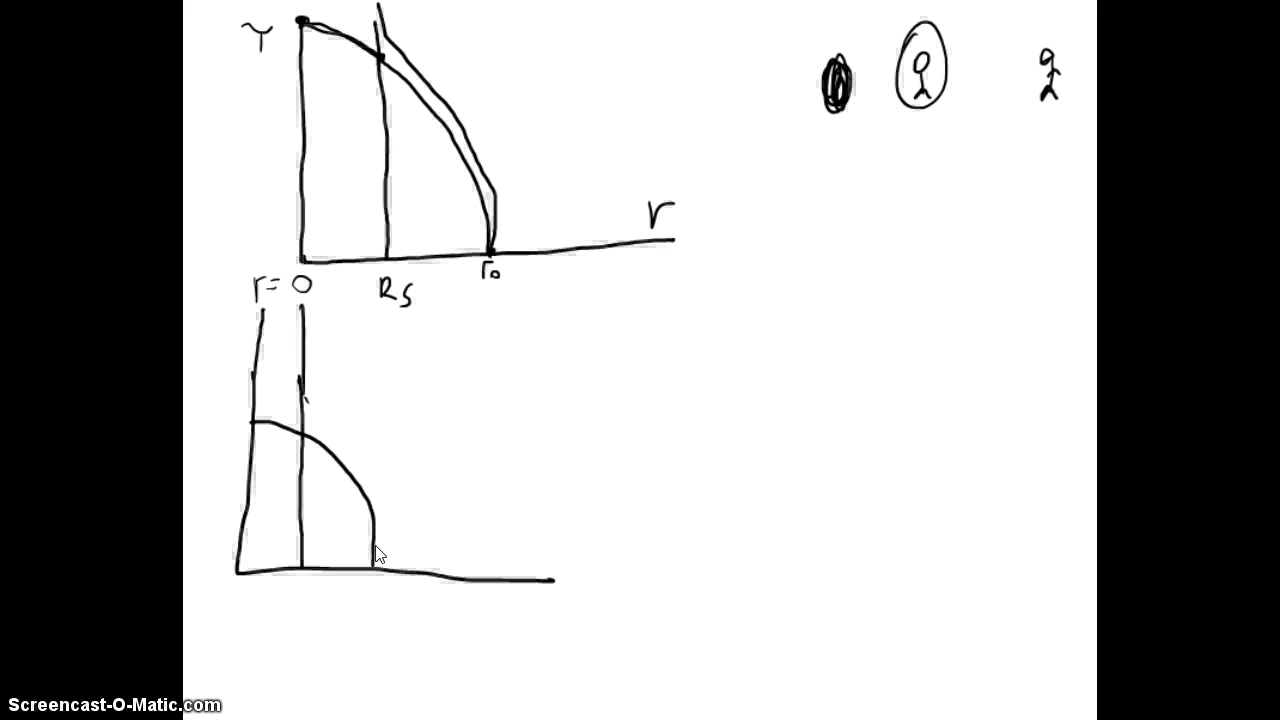 τ
r
r₀
r = 0
Rs
Screencast-O-Matic.com